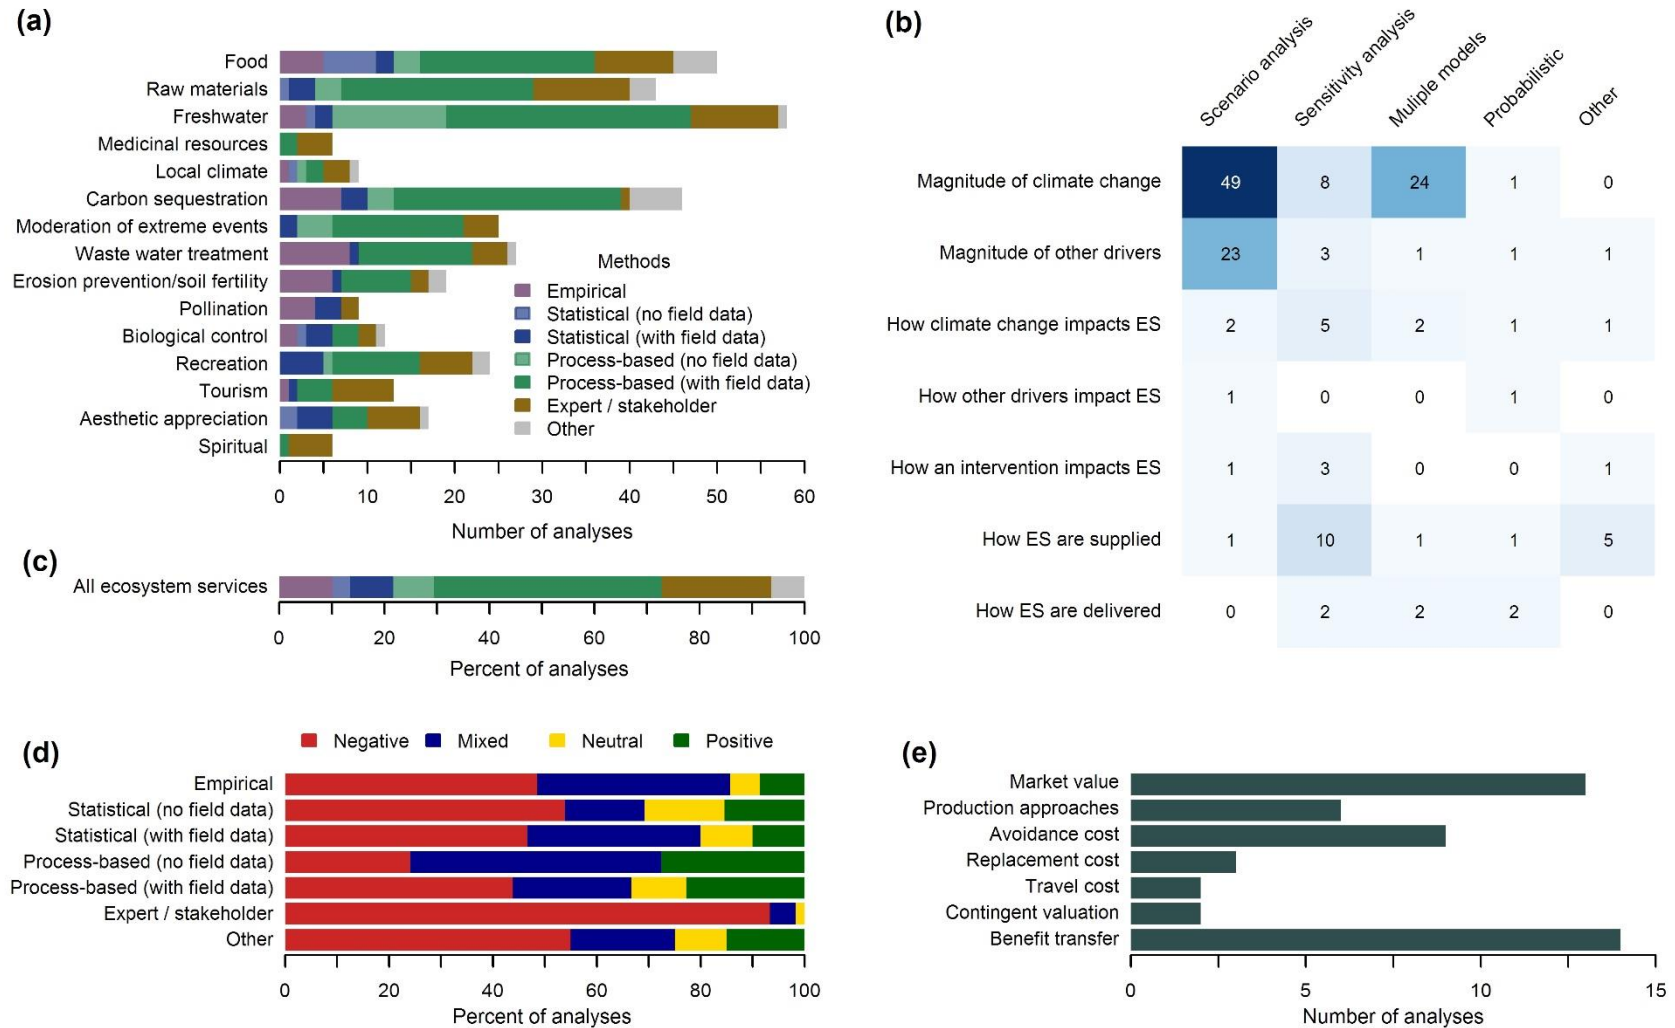 (a)
Food
Raw materials
Freshwater
Medicinal resources
Local climate
Carbon sequestration
Moderation of extreme events
Waste water treatment
Erosion prevention/soil fertility
Pollination
Biological control
Recreation
Tourism
Aesthetic appreciation
Spiritual
Methods
Empirical
Statistical (no field data)
Statistical (with field data)
Process-based (no field data)
Process-based (with field data)
Expert / stakeholder
Other
0 10 20 30 40 50 60
Number of analyses
(b)
Scenario analysis
Sensitivity analysis
Muliple models
Probabilistic
Other
Magnitude of climate change 49 8 24 1 0
Magnitude of other drivers 23 3 1 1 1
How climate change impacts ES 2 5 2 1 1
How other drivers impact ES 1 0 0 1 0
How an intervention impacts ES 1 3 0 0 1
How ES are supplied 1 10 1 1 5
How ES are delivered 0 2 2 2 0
(c)
All ecosystem services
0 20 40 60 80 100
Percent of analyses
(d)
Negative Mixed Neutral Positive
Empirical
Statistical (no field data)
Statistical (with field data)
Process-based (no field data)
Process-based (with field data)
Expert / stakeholder
Other
0 20 40 60 80 100
Percent of analyses
(e)
Market value
Production approaches
Avoidance cost
Replacement cost
Travel cost
Contingent valuation
Benefit transfer
0 5 10 15
Number of analyses